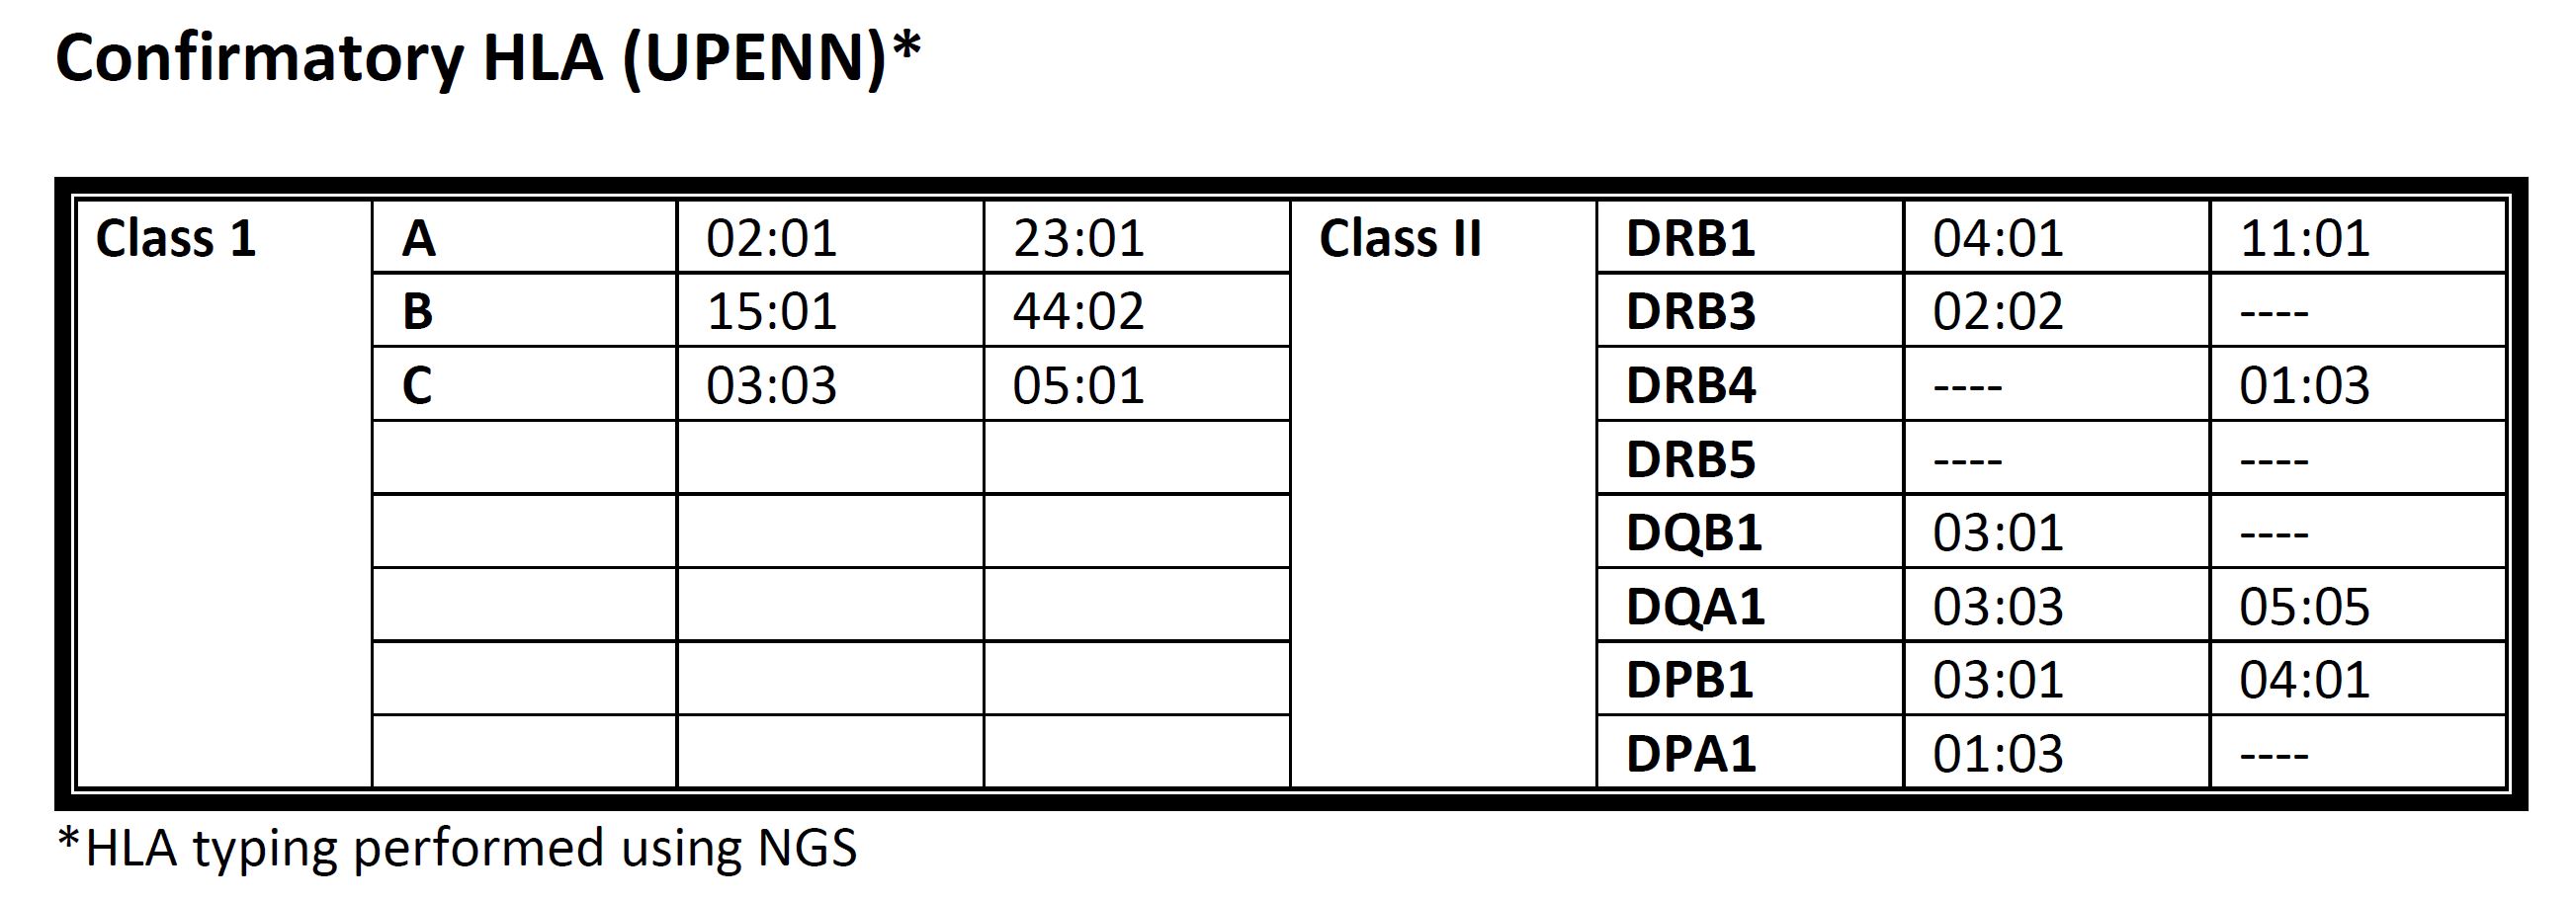 Confirmatory HLA (UPENN)*
Class 1 A 02:01 23:01 Class II DRB1 04:01 11:01
B 15:01 44:02 DRB3 02:02 ----
C 03:03 05:01 DRB4 ---- 01:03
DRB5 ---- ----
DQB1 03:01 ----
DQA1 03:03 05:05
DPB1 03:01 04:01
DPA1 01:03 ----
*HLA typing performed using NGS